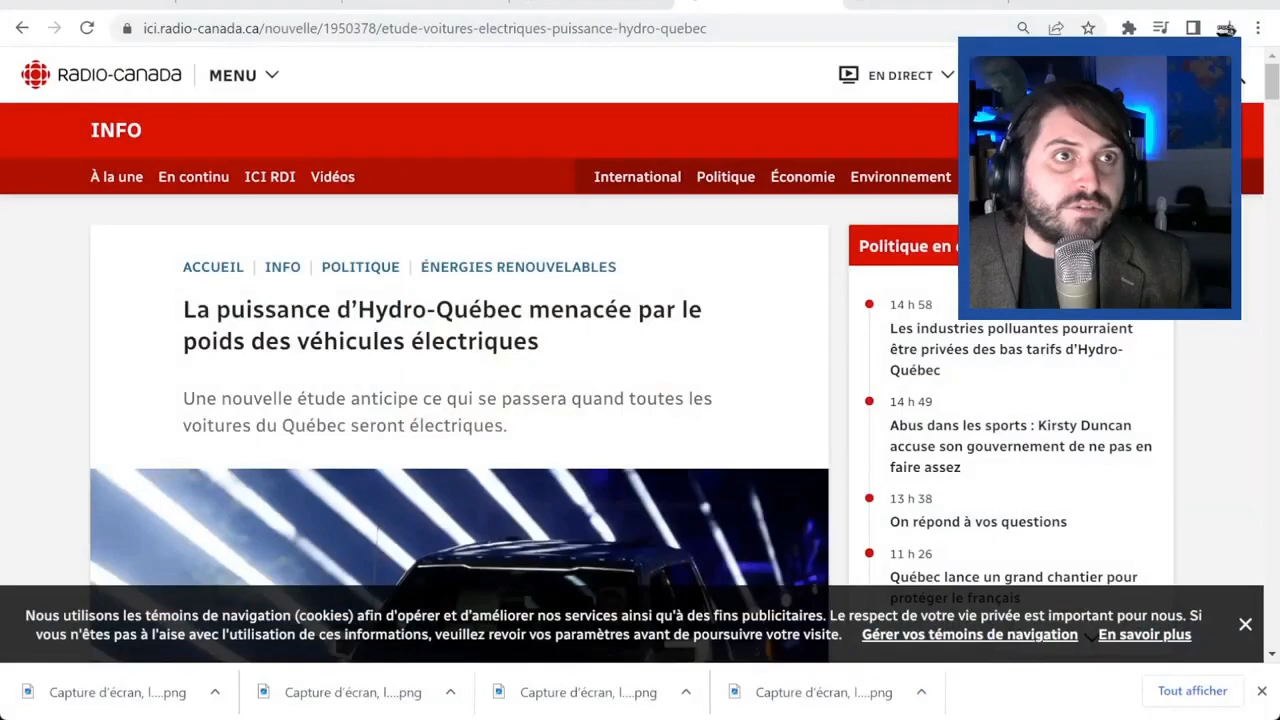 ici.radio-canada.ca/nouvelle/1950378/etude-voitures-electriques-puissance-hydro-quebec
RADIO-CANADA
MENU
EN DIRECT
INFO
À la une En continu ICI RDI Vidéos
International Politique Économie Environnement
ACCUEIL | INFO | POLITIQUE | ÉNERGIES RENOUVELABLES
La puissance d'Hydro-Québec menacée par le
poids des véhicules électriques
Une nouvelle étude anticipe ce qui se passera quand toutes les
voitures du Québec seront électriques.
Politique en
14 h 58
Les industries polluantes pourraient
être privées des bas tarifs d'Hydro-
Québec
14 h 49
Abus dans les sports : Kirsty Duncan
accuse son gouvernement de ne pas en
faire assez
13 h 38
On répond à vos questions
11 h 26
Québec lance un grand chantier pour
protéger le français
Nous utilisons les témoins de navigation (cookies) afin d'opérer et d'améliorer nos services ainsi qu'à des fins publicitaires. Le respect de votre vie privée est important pour nous. Si
vous n'êtes pas à l'aise avec l'utilisation de ces informations, veuillez revoir vos paramètres avant de poursuivre votre visite. Gérer vos témoins de navigation En savoir plus
Capture d'écran, l....png
Capture d'écran, l....png
Capture d'écran, l....png
Capture d'écran, l....png
Tout afficher